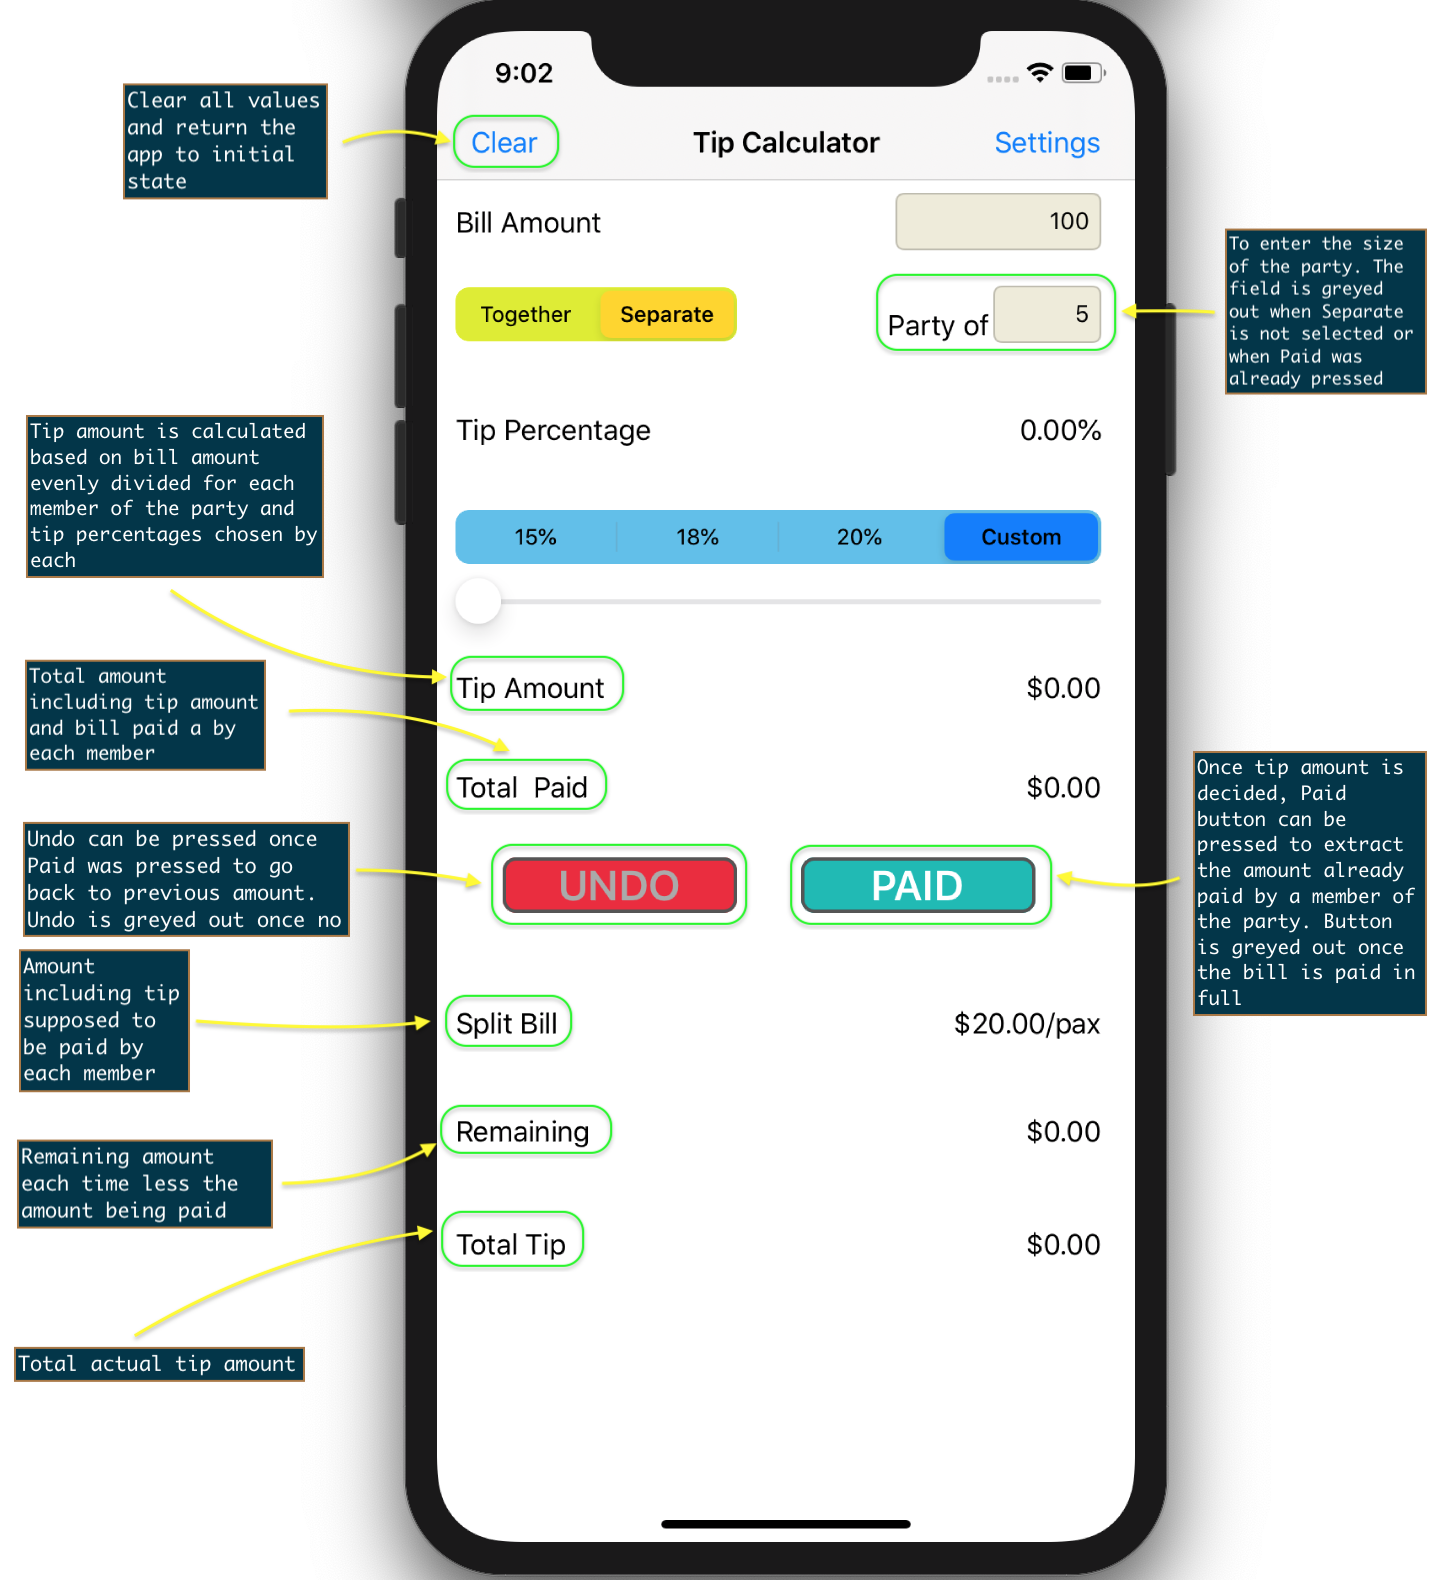 9:02
Clear all values
and return the
app to initial
state
Clear
Tip Calculator
Settings
Bill Amount
100
To enter the size
of the party. The
field is greyed
out when Separate
is not selected or
when Paid was
already pressed
Together
Separate
Party of
5
Tip amount is calculated
based on bill amount
evenly divided for each
member of the party and
tip percentages chosen by
each
Tip Percentage
0.00%
15%
18%
20%
Custom
Total amount
including tip amount
and bill paid a by
each member
Tip Amount
$0.00
Total Paid
$0.00
Once tip amount is
decided, Paid
button can be
pressed to extract
the amount already
paid by a member of
the party. Button
is greyed out once
the bill is paid in
full
Undo can be pressed once
Paid was pressed to go
back to previous amount.
Undo is greyed out once no
UNDO
PAID
Amount
including tip
supposed to
be paid by
each member
Split Bill
$20.00/pax
Remaining amount
each time less the
amount being paid
Remaining
$0.00
Total Tip
$0.00
Total actual tip amount